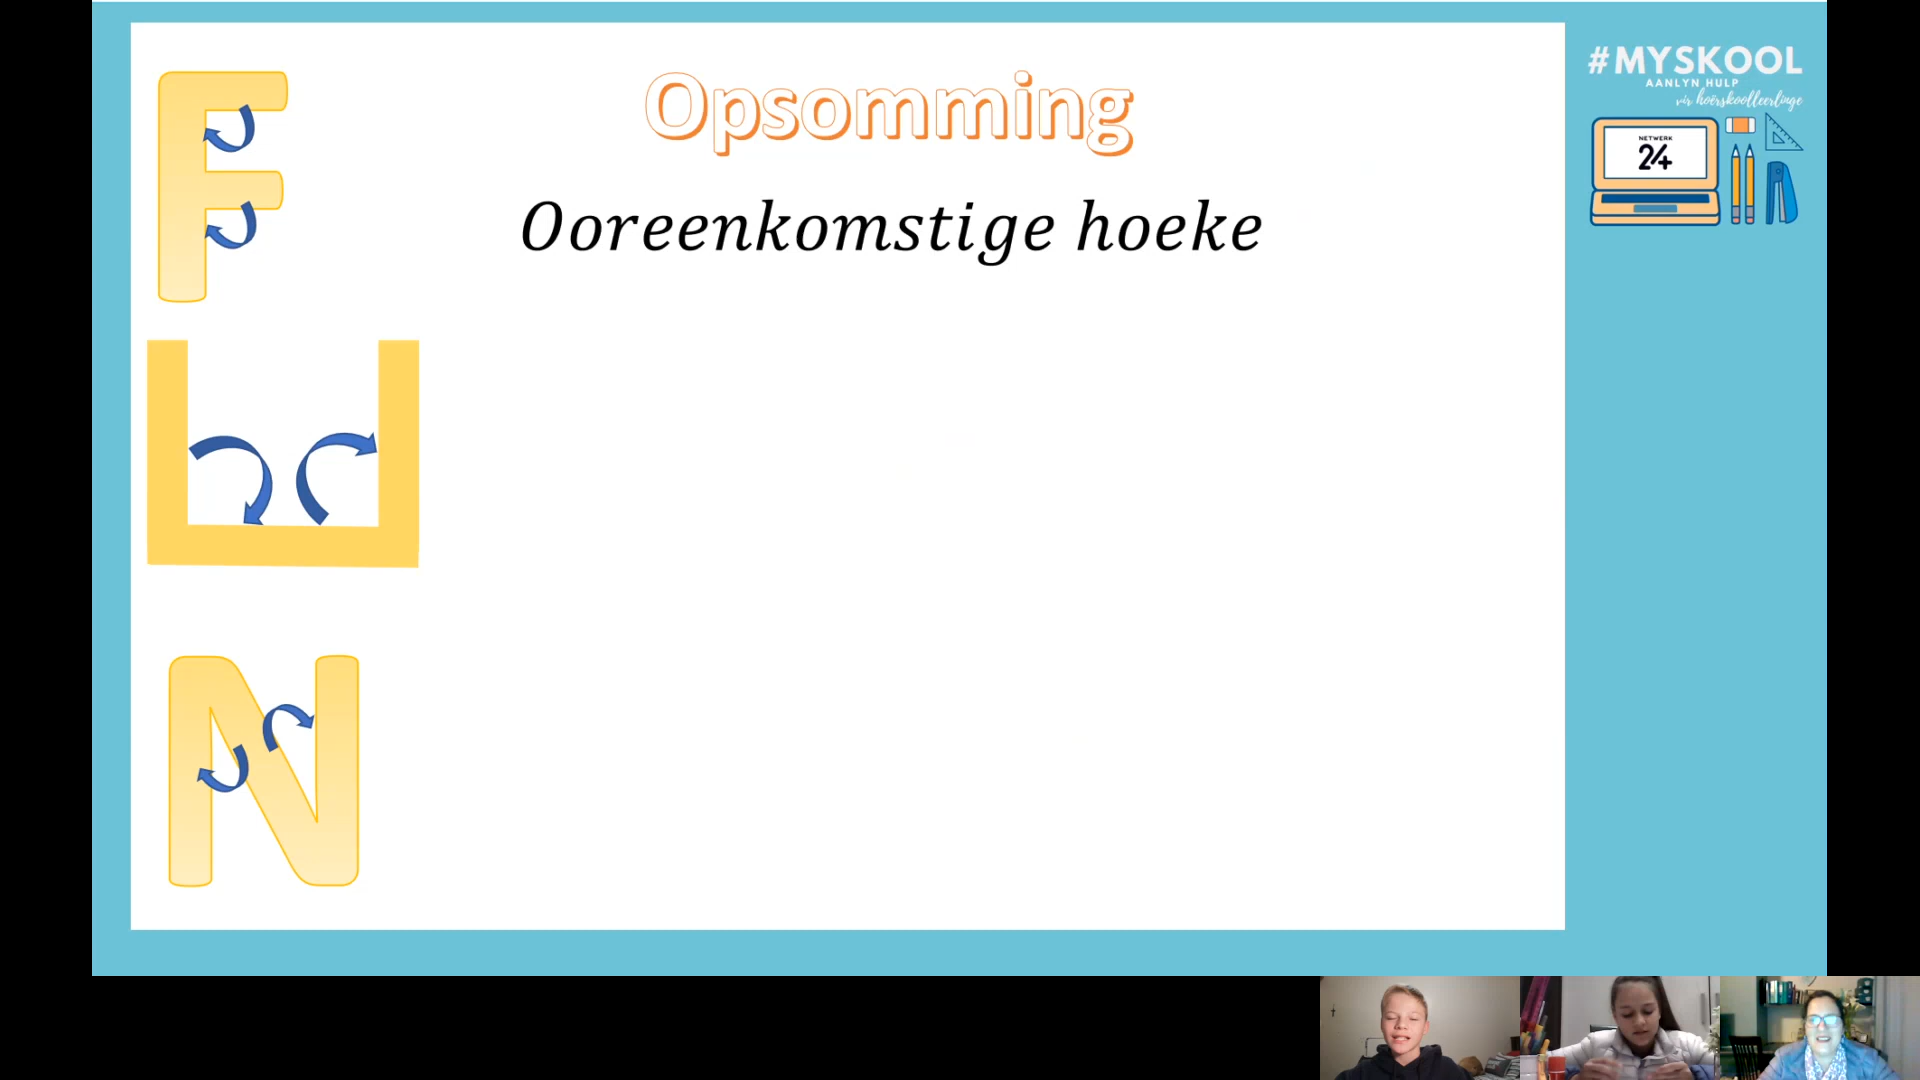 F
Opsomming
Ooreenkomstige hoeke
N
#MYSKOOL
AANLYN HULP
vir hoërskoolleerlinge
NETWERK
24